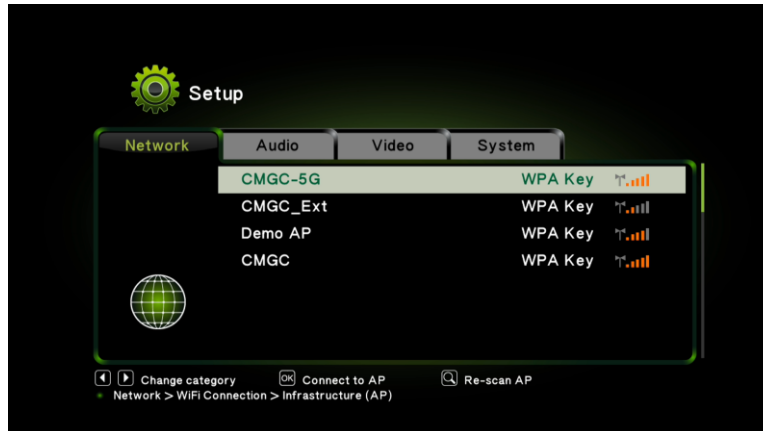 Setup
Network Audio Video System
CMGC-5G WPA Key
CMGC_Ext WPA Key
Demo AP WPA Key
CMGC WPA Key
Change category OK Connect to AP Re-scan AP
Network > WiFi Connection > Infrastructure (AP)